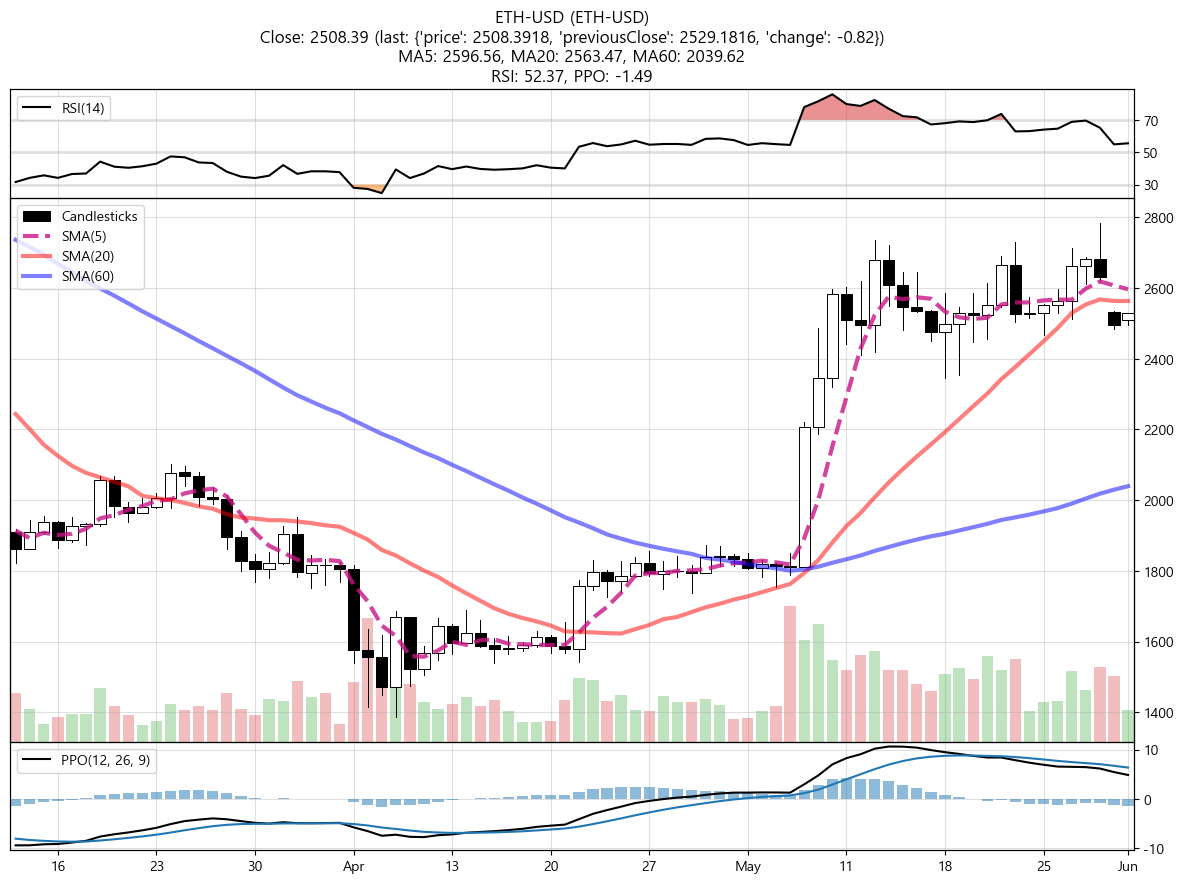 ETH-USD (ETH-USD)
Close: 2508.39 (last: {'price': 2508.3918, 'previousClose': 2529.1816, 'change': -0.82})
MA5: 2596.56, MA20: 2563.47, MA60: 2039.62
RSI: 52.37, PPO: -1.49
RSI(14)
70
50
30
Candlesticks
SMA(5)
SMA(20)
SMA(60)
2800
2600
2400
2200
2000
1800
1600
1400
PPO(12, 26, 9)
10
0
-10
16 23 30 Apr 13 20 27 May 11 18 25 Jun